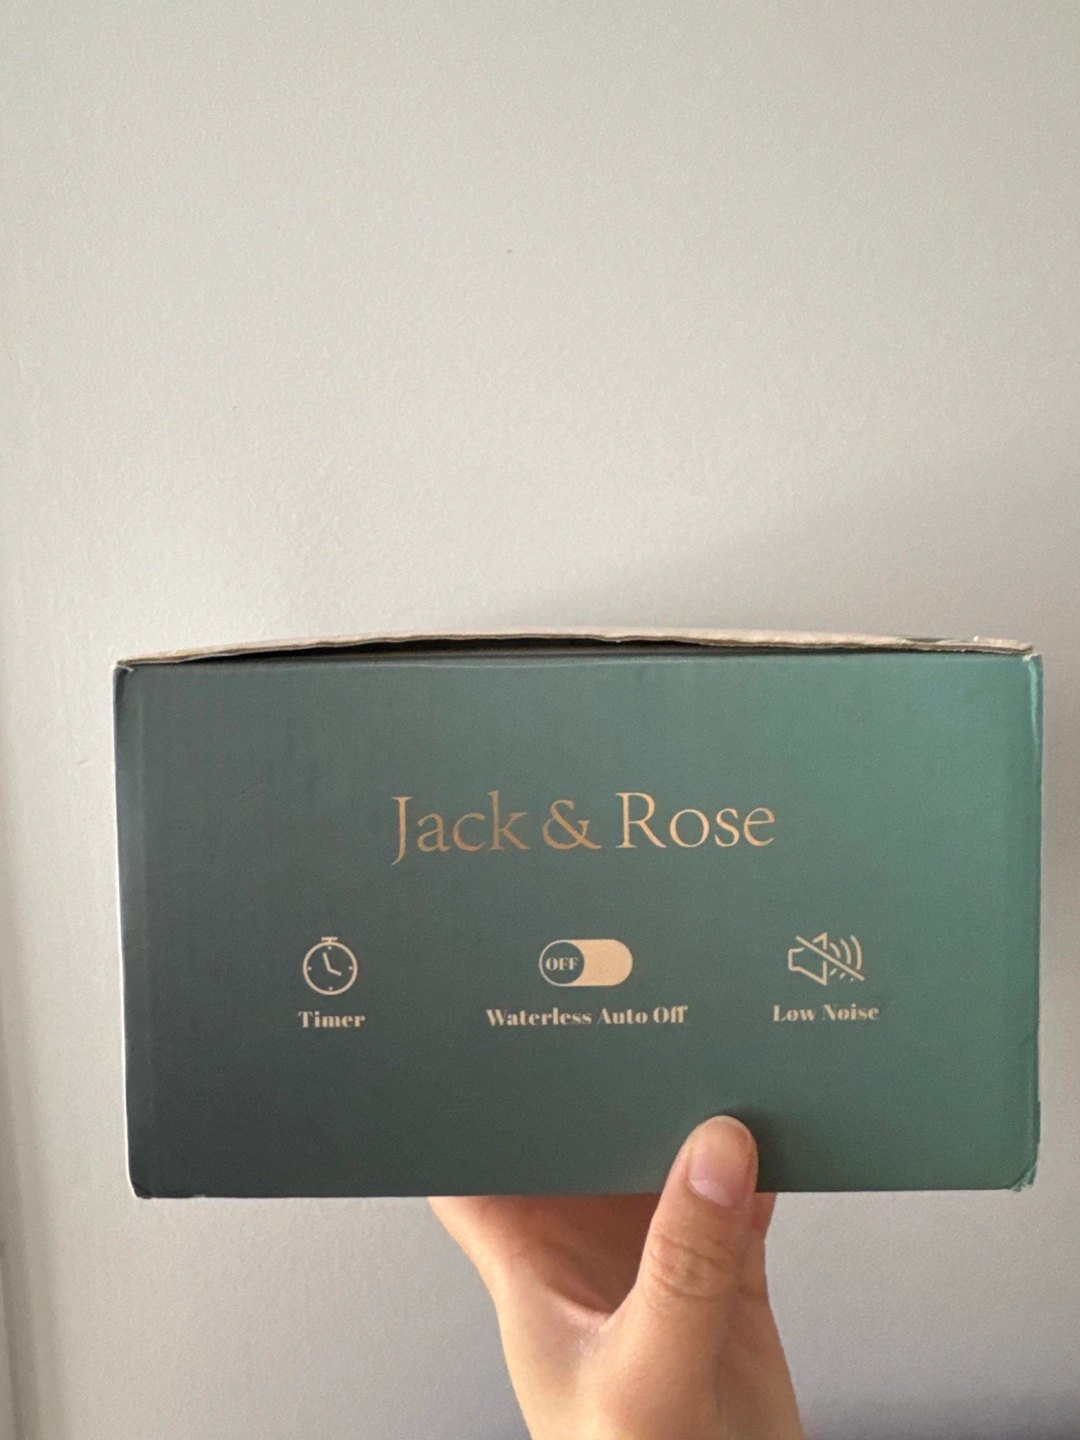 Jack & Rose
OFF
Timer
Waterless Auto Off
Low Noise